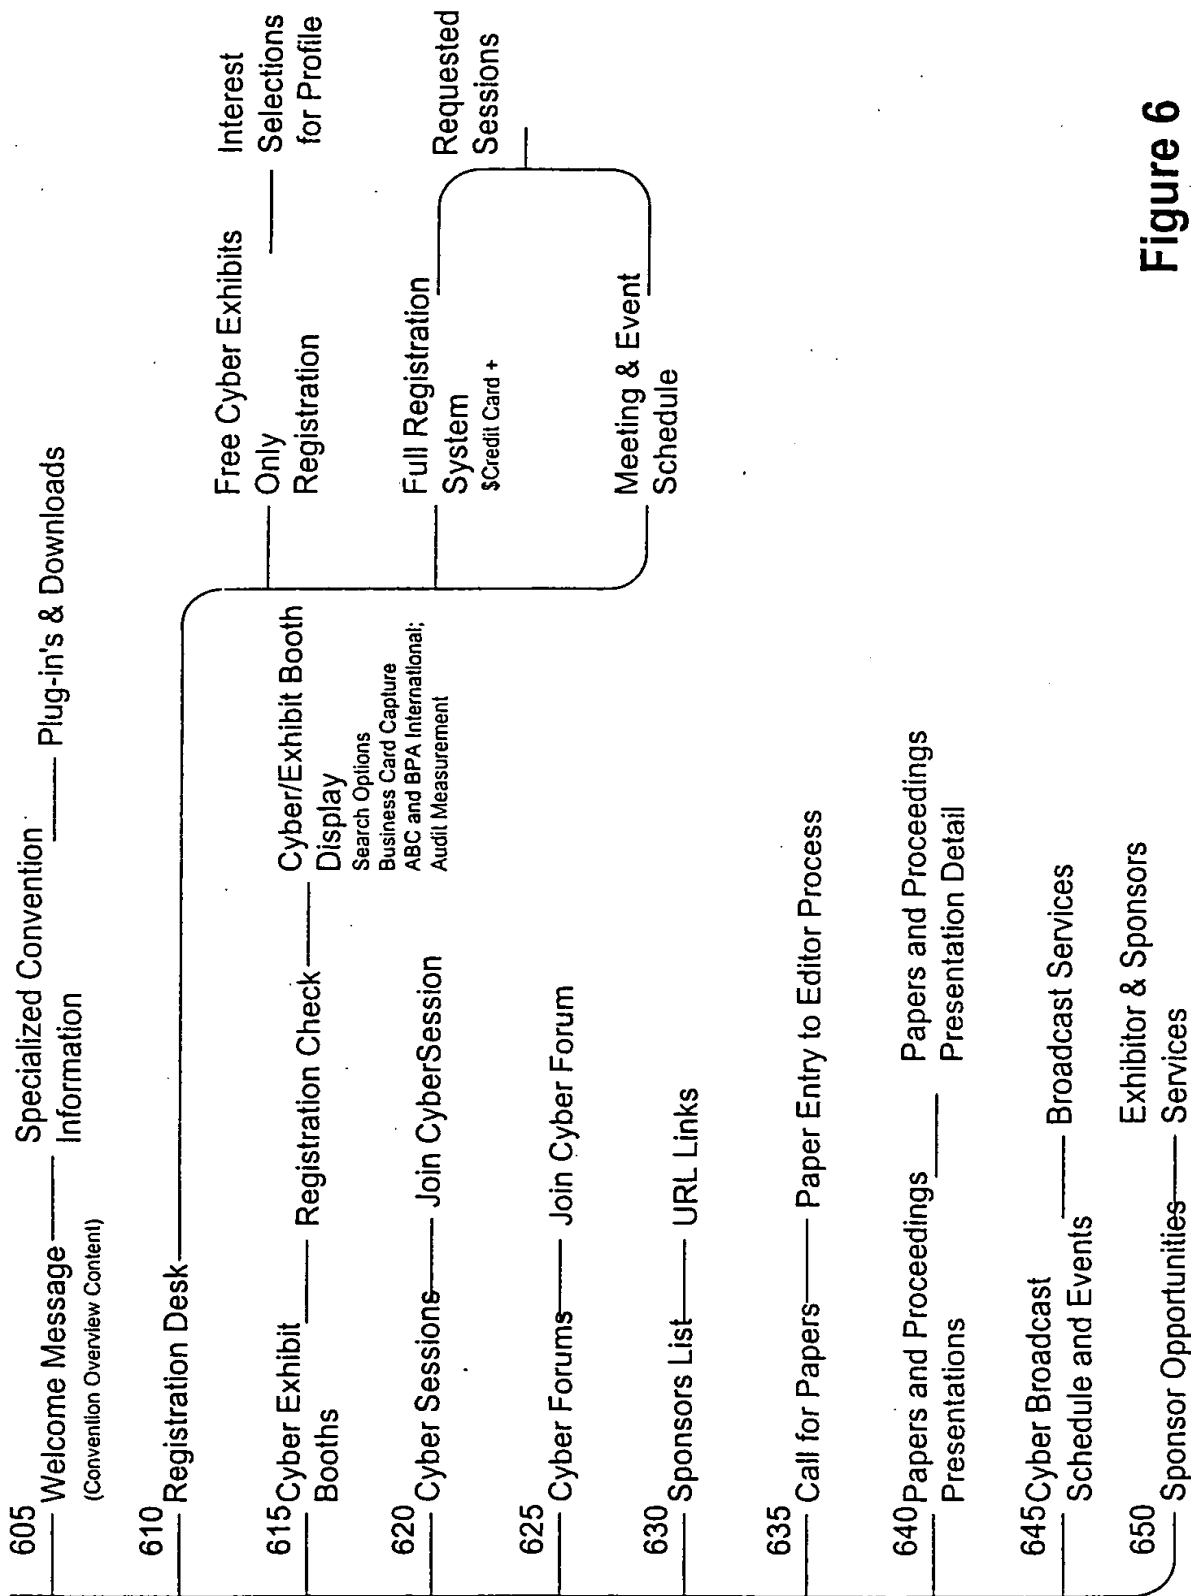 605
Welcome Message
(Convention Overview Content)
Specialized Convention
Information
Plug-in's & Downloads
610
Registration Desk
Free Cyber Exhibits
Only
Registration
Interest
Selections
for Profile
Full Registration
System
$Credit Card +
Requested
Sessions
Meeting & Event
Schedule
615
Cyber Exhibit
Booths
Registration Check
Cyber/Exhibit Booth
Display
Search Options
Business Card Capture
ABC and BPA International;
Audit Measurement
620
Cyber Sessions
Join CyberSession
625
Cyber Forums
Join Cyber Forum
630
Sponsors List
URL Links
635
Call for Papers
Paper Entry to Editor Process
640
Papers and Proceedings
Presentations
Papers and Proceedings
Presentation Detail
645
Cyber Broadcast
Schedule and Events
Broadcast Services
650
Sponsor Opportunities
Exhibitor & Sponsors
Services
Figure 6